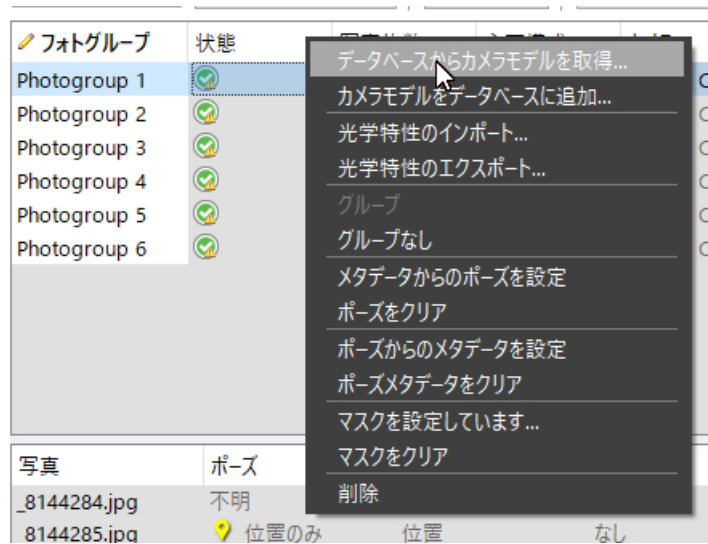 フォトグループ 状態
Photogroup 1
Photogroup 2
Photogroup 3
Photogroup 4
Photogroup 5
Photogroup 6
データベースからカメラモデルを取得...
カメラモデルをデータベースに追加...
光学特性のインポート...
光学特性のエクスポート...
グループ
グループなし
メタデータからのポーズを設定
ポーズをクリア
ポーズからのメタデータを設定
ポーズメタデータをクリア
マスクを設定しています...
マスクをクリア
削除
写真 ポーズ
_8144284.jpg 不明
8144285.jpg 位置のみ 位置 なし